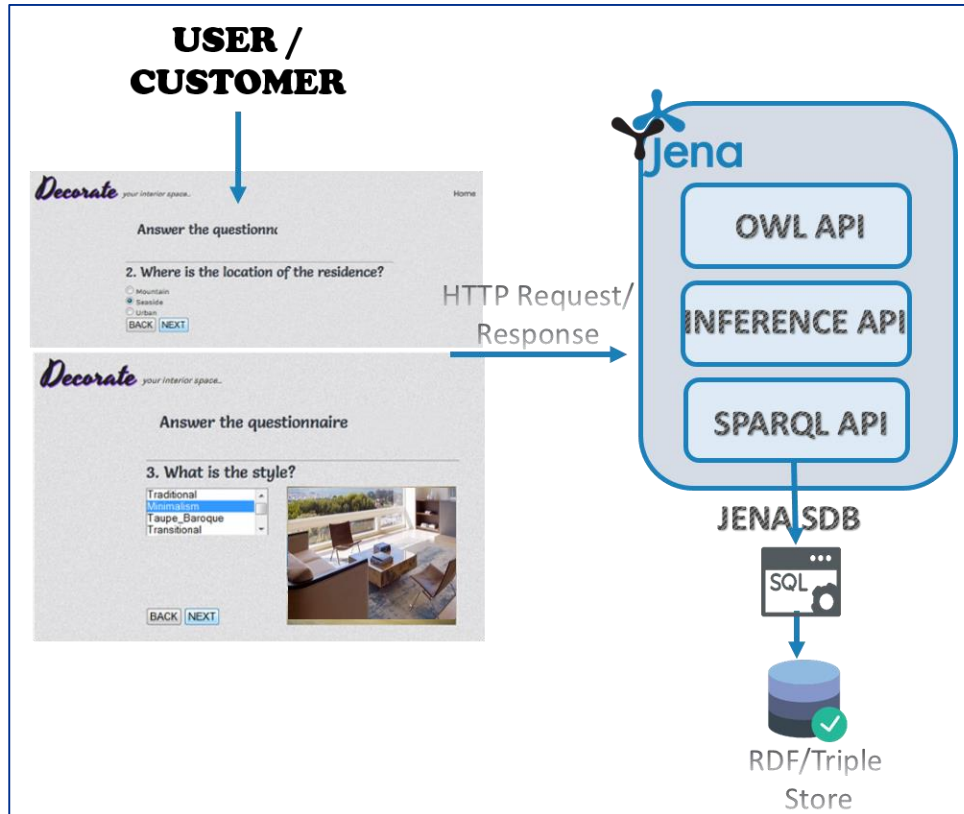 USER /
CUSTOMER
Decorate your interior space..
Home
Answer the questionn
2. Where is the location of the residence?
Mountain
Seaside
Urban
BACK NEXT
Decorate your interior space..
Answer the questionnaire
3. What is the style?
Traditional
Minimalism
Taupe_Baroque
Transitional
BACK NEXT
HTTP Request/
Response
Jena
OWL API
INFERENCE API
SPARQL API
JENA SDB
SQL
RDF/Triple
Store